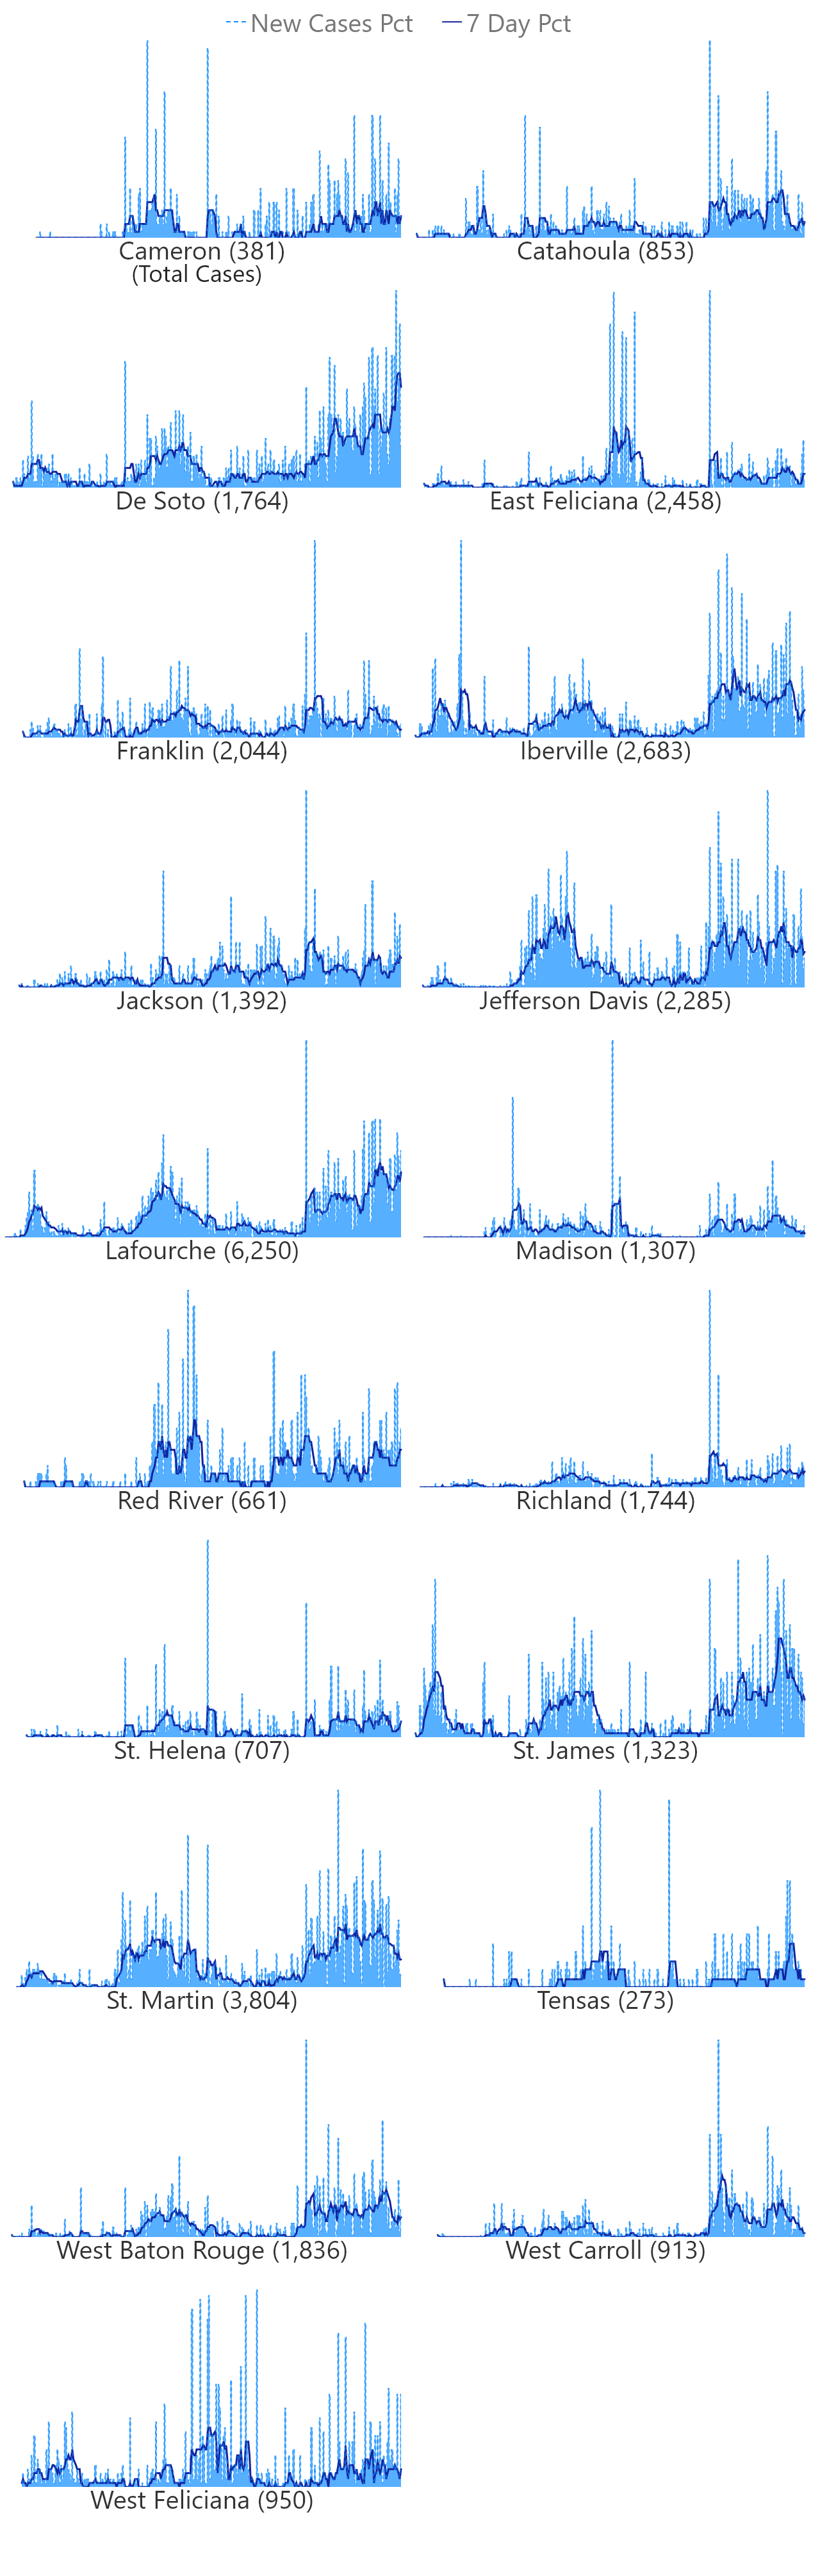 New Cases Pct 7 Day Pct
Cameron (381) Catahoula (853)
(Total Cases)
De Soto (1,764) East Feliciana (2,458)
Franklin (2,044) Iberville (2,683)
Jackson (1,392) Jefferson Davis (2,285)
Lafourche (6,250) Madison (1,307)
Red River (661) Richland (1,744)
St. Helena (707) St. James (1,323)
St. Martin (3,804) Tensas (273)
West Baton Rouge (1,836) West Carroll (913)
West Feliciana (950)